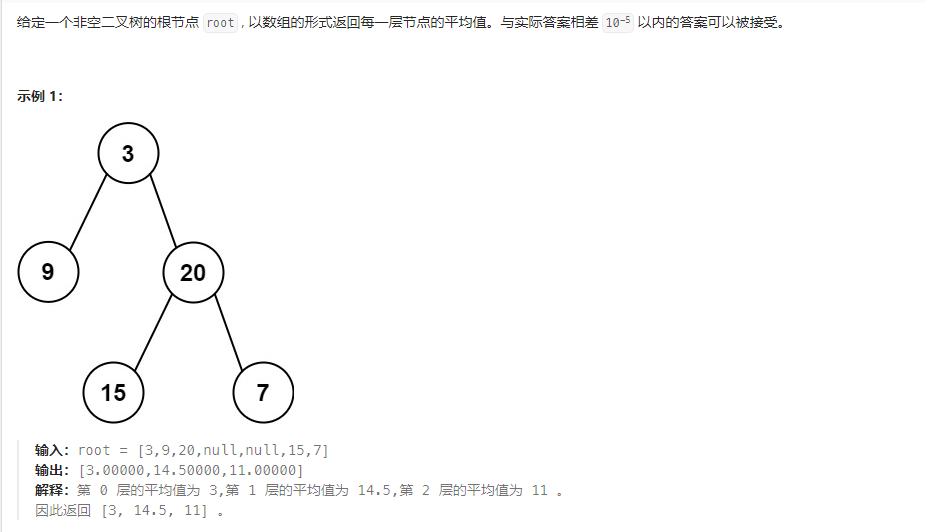 给定一个非空二叉树的根节点 root , 以数组的形式返回每一层节点的平均值。与实际答案相差 10⁻⁵ 以内的答案可以被接受。
示例 1：
3
9
20
15
7
输入：root = [3,9,20,null,null,15,7]
输出：[3.00000,14.50000,11.00000]
解释：第 0 层的平均值为 3,第 1 层的平均值为 14.5,第 2 层的平均值为 11 。
因此返回 [3, 14.5, 11] 。